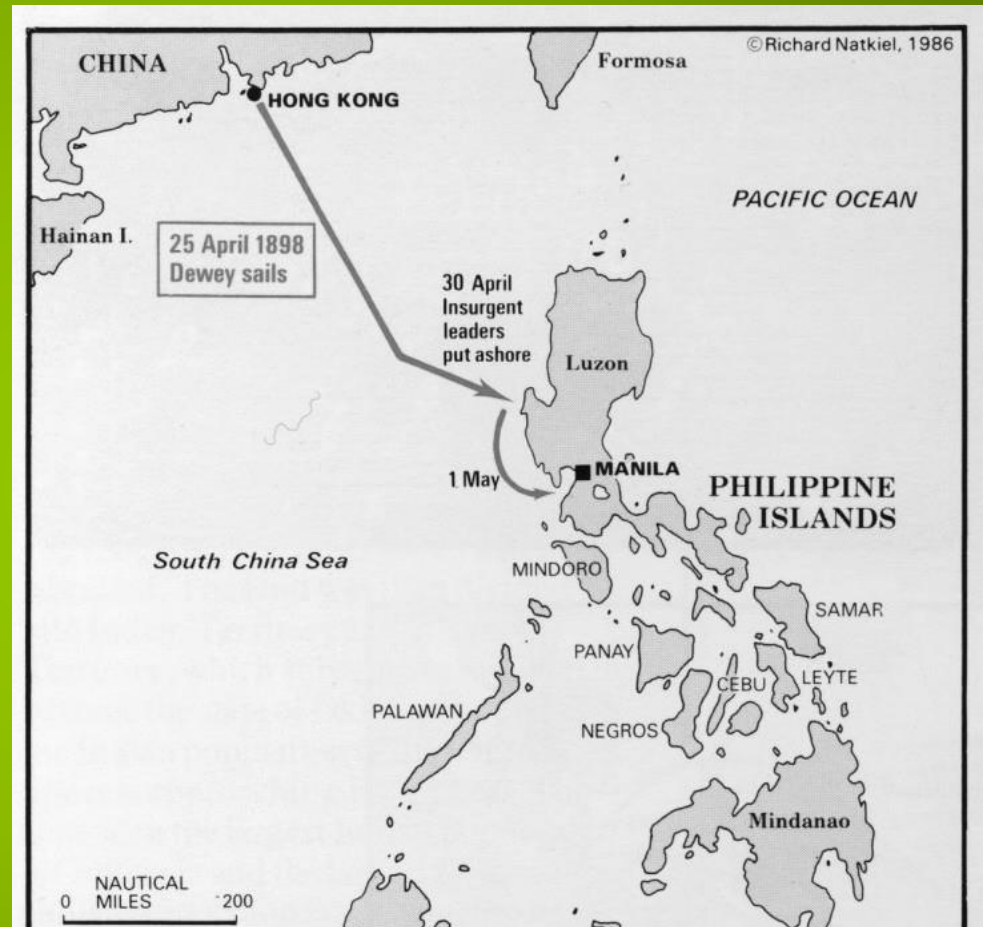 ©Richard Natkiel, 1986
CHINA
Formosa
HONG KONG
PACIFIC OCEAN
Hainan I.
25 April 1898
Dewey sails
30 April
Insurgent
leaders
put ashore
Luzon
1 May
MANILA
PHILIPPINE
ISLANDS
South China Sea
MINDORO
SAMAR
PANAY
CEBU
LEYTE
PALAWAN
NEGROS
Mindanao
NAUTICAL
0 MILES 200